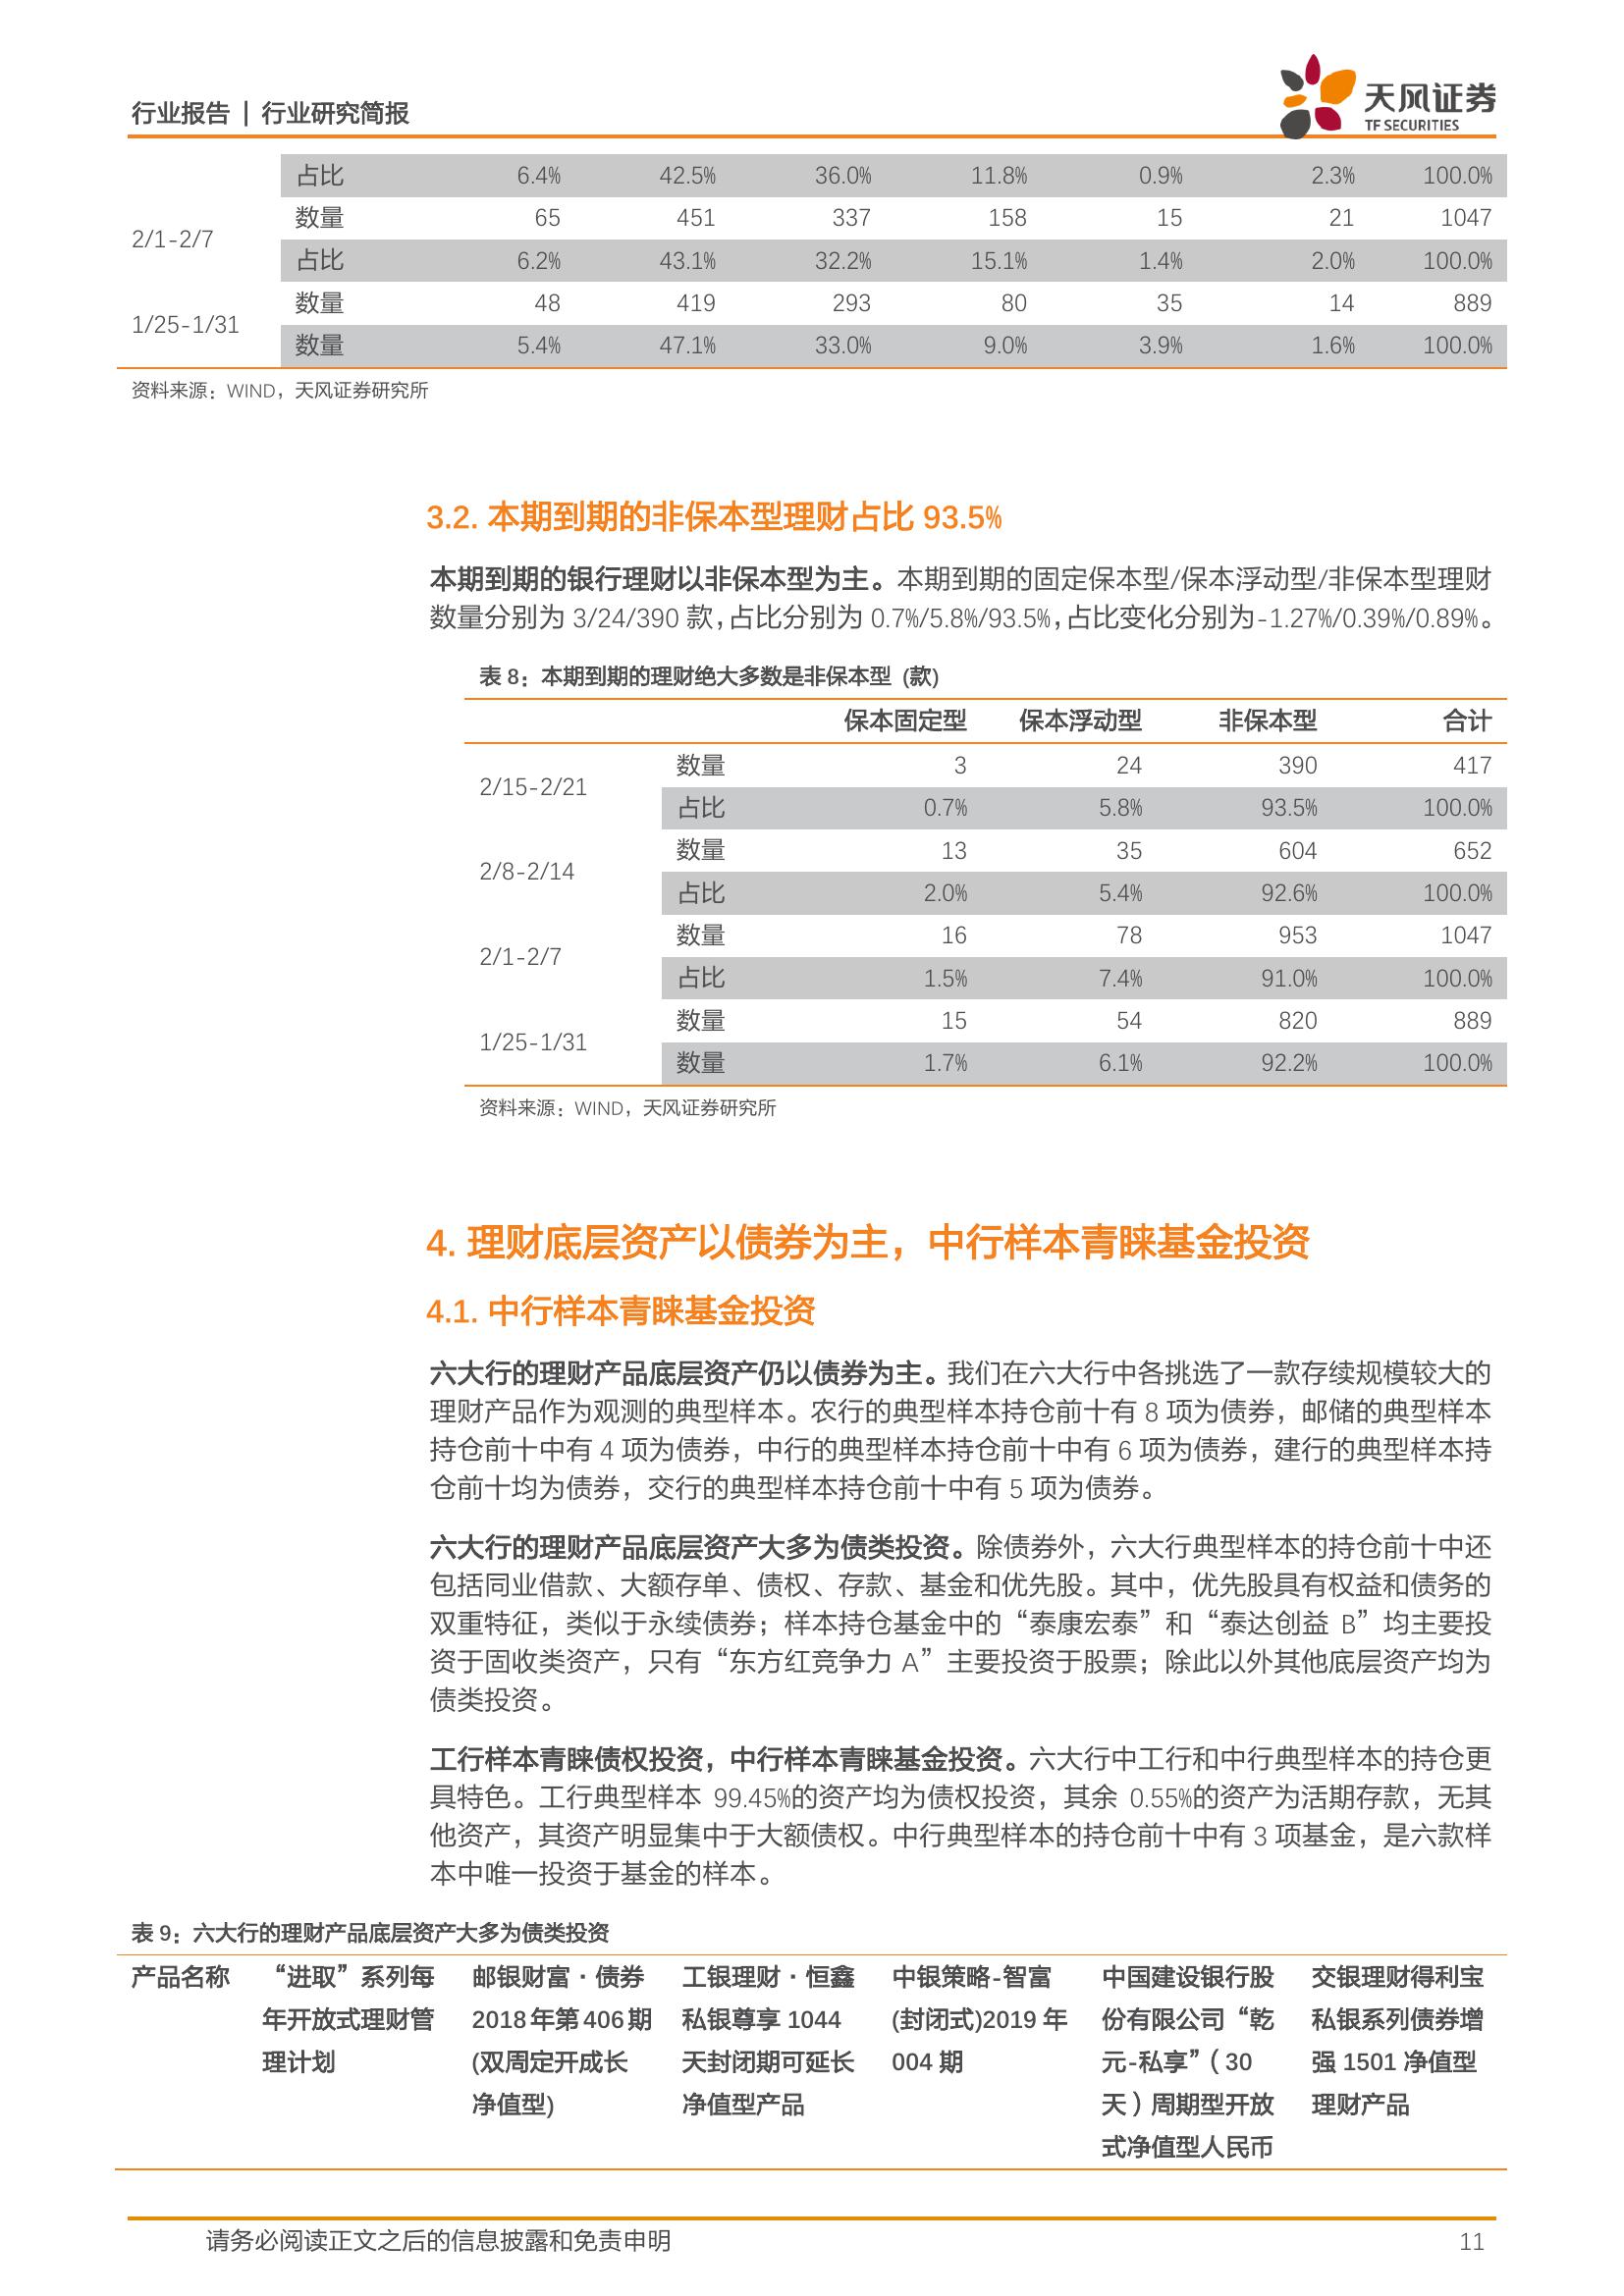 行业报告 | 行业研究简报
天风证券
TF SECURITIES
占比 6.4% 42.5% 36.0% 11.8% 0.9% 2.3% 100.0%
2/1-2/7
数量 65 451 337 158 15 21 1047
占比 6.2% 43.1% 32.2% 15.1% 1.4% 2.0% 100.0%
1/25-1/31
数量 48 419 293 80 35 14 889
数量 5.4% 47.1% 33.0% 9.0% 3.9% 1.6% 100.0%
资料来源：WIND，天风证券研究所
3.2. 本期到期的非保本型理财占比 93.5%
本期到期的银行理财以非保本型为主。本期到期的固定保本型/保本浮动型/非保本型理财
数量分别为 3/24/390 款，占比分别为 0.7%/5.8%/93.5%，占比变化分别为-1.27%/0.39%/0.89%。
表 8：本期到期的理财绝大多数是非保本型 (款)
保本固定型 保本浮动型 非保本型 合计
2/15-2/21
数量 3 24 390 417
占比 0.7% 5.8% 93.5% 100.0%
2/8-2/14
数量 13 35 604 652
占比 2.0% 5.4% 92.6% 100.0%
2/1-2/7
数量 16 78 953 1047
占比 1.5% 7.4% 91.0% 100.0%
1/25-1/31
数量 15 54 820 889
数量 1.7% 6.1% 92.2% 100.0%
资料来源：WIND，天风证券研究所
4. 理财底层资产以债券为主，中行样本青睐基金投资
4.1. 中行样本青睐基金投资
六大行的理财产品底层资产仍以债券为主。我们在六大行中各挑选了一款存续规模较大的
理财产品作为观测的典型样本。农行的典型样本持仓前十有 8 项为债券，邮储的典型样本
持仓前十中有 4 项为债券，中行的典型样本持仓前十中有 6 项为债券，建行的典型样本持
仓前十均为债券，交行的典型样本持仓前十中有 5 项为债券。
六大行的理财产品底层资产大多为债类投资。除债券外，六大行典型样本的持仓前十中还
包括同业借款、大额存单、债权、存款、基金和优先股。其中，优先股具有权益和债务的
双重特征，类似于永续债券；样本持仓基金中的“泰康宏泰”和“泰达创益 B”均主要投
资于固收类资产，只有“东方红竞争力 A”主要投资于股票；除此以外其他底层资产均为
债类投资。
工行样本青睐债权投资，中行样本青睐基金投资。六大行中工行和中行典型样本的持仓更
具特色。工行典型样本 99.45%的资产均为债权投资，其余 0.55%的资产为活期存款，无其
他资产，其资产明显集中于大额债权。中行典型样本的持仓前十中有 3 项基金，是六款样
本中唯一投资于基金的样本。
表 9：六大行的理财产品底层资产大多为债类投资
产品名称 “进取”系列每 邮银财富·债券 工银理财·恒鑫 中银策略-智富 中国建设银行股 交银理财得利宝
年开放式理财管 2018 年第 406 期 私银尊享 1044 (封闭式)2019 年 份有限公司“乾 私银系列债券增
理计划 (双周定开成长 天封闭期可延长 004 期 元-私享”（30 强 1501 净值型
净值型) 净值型产品 天）周期型开放 理财产品
式净值型人民币
请务必阅读正文之后的信息披露和免责申明 11